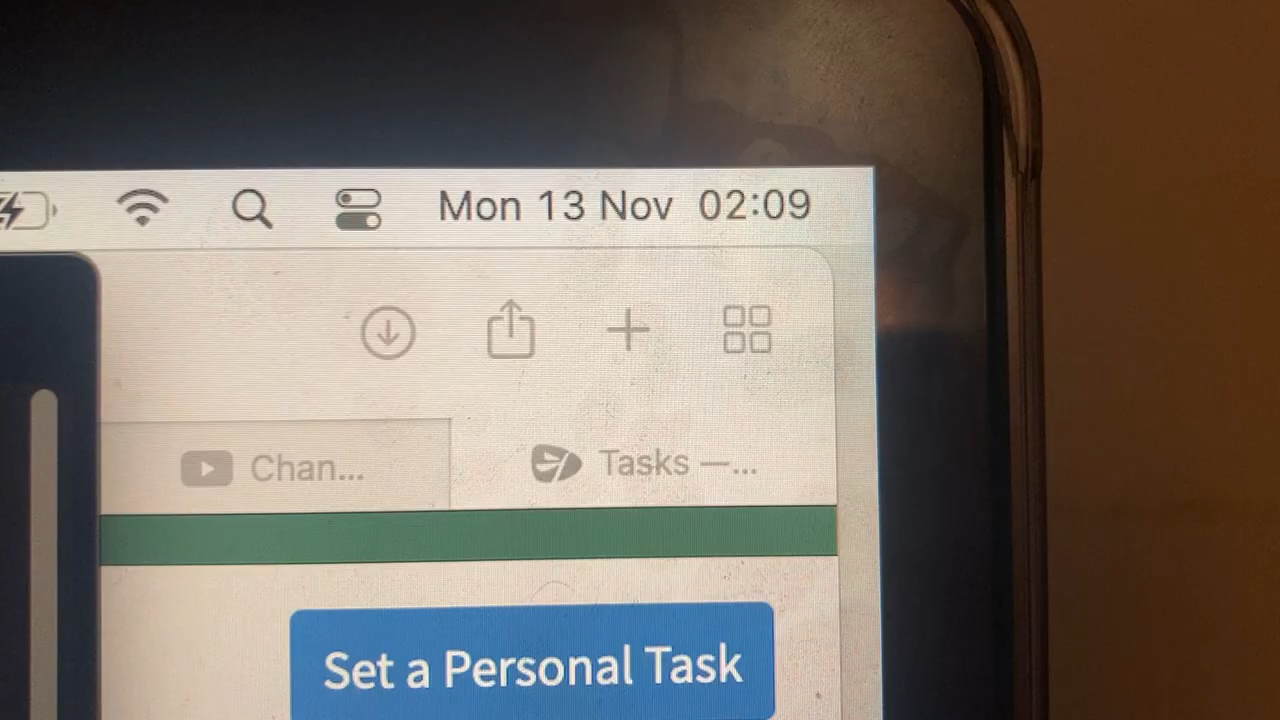 Mon 13 Nov 02:09
Chan... Tasks —...
Set a Personal Task